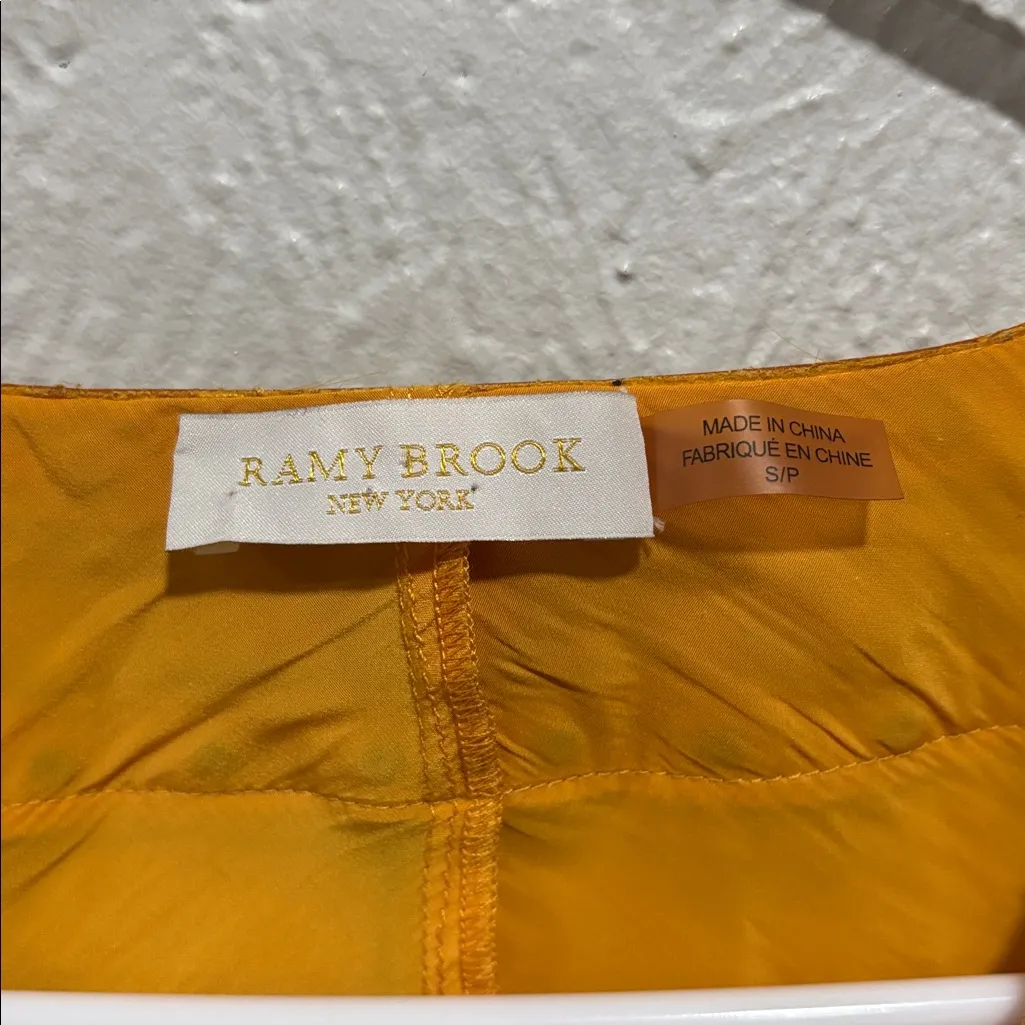 RAMY BROOK
NEW YORK
MADE IN CHINA
FABRIQUÉ EN CHINE
S/P